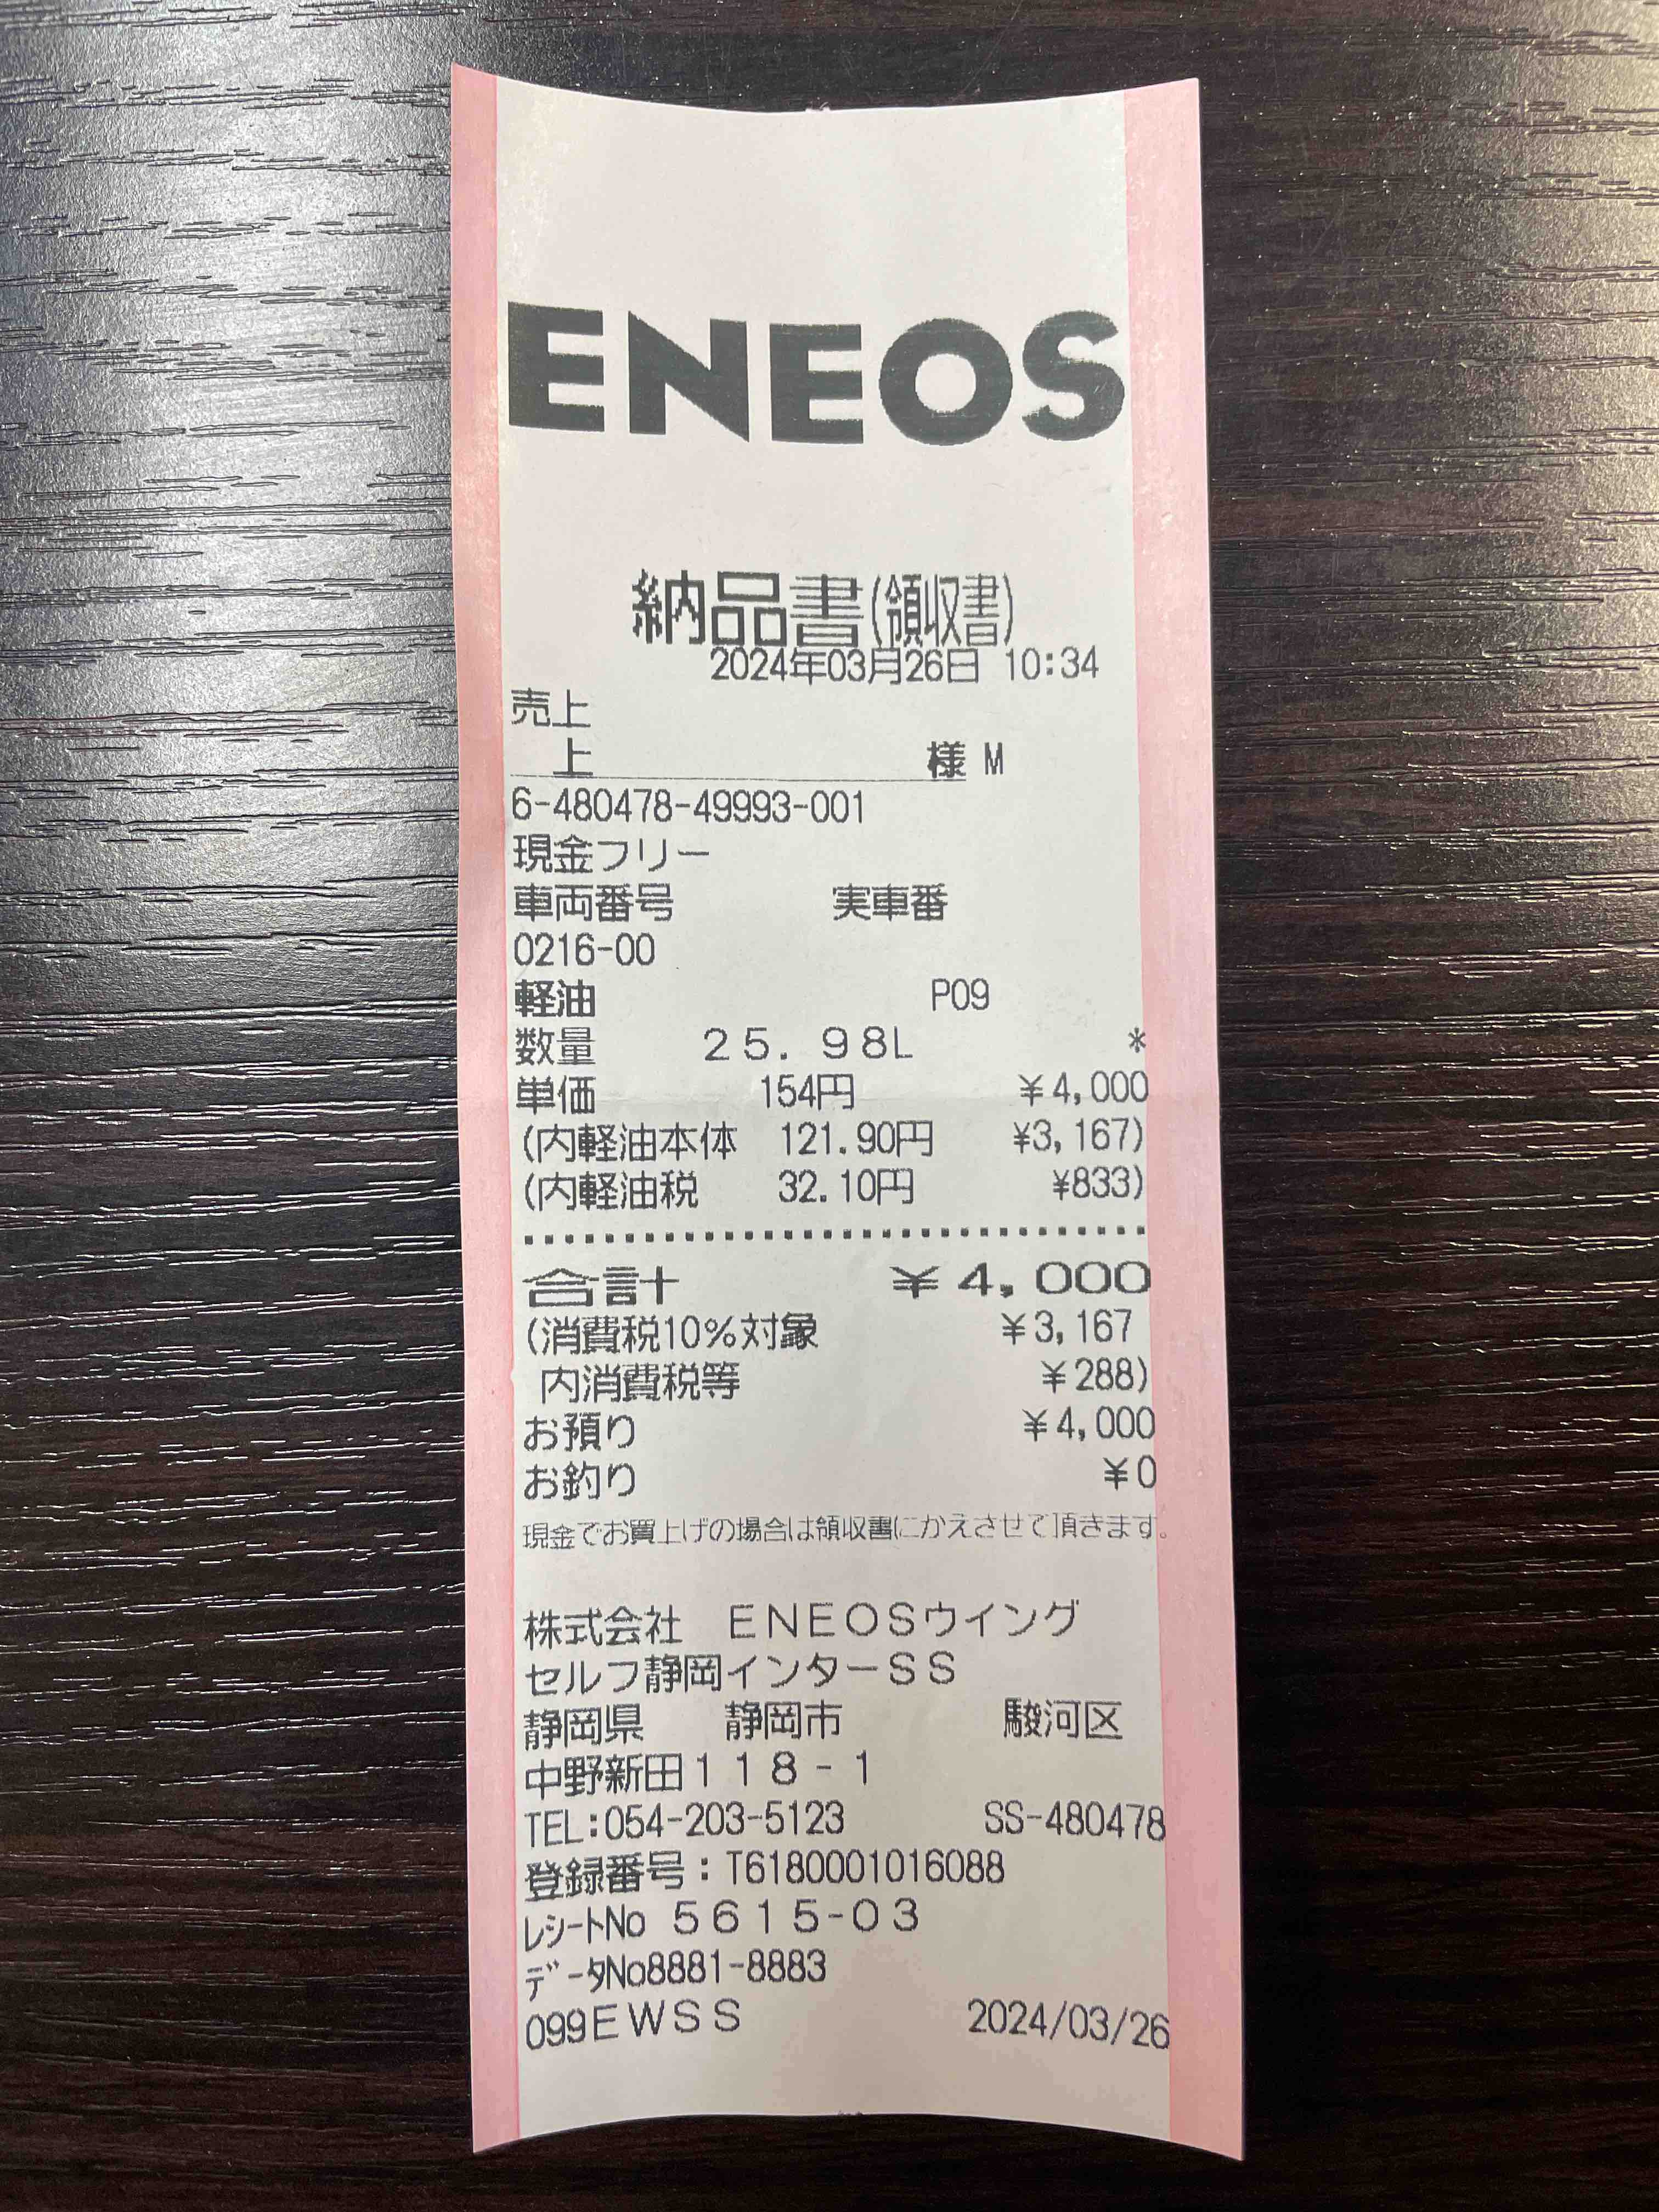 ENEOS
納品書(領収書)
2024年03月26日 10:34
売上
上 様 M
6-480478-49993-001
現金フリー
車両番号 実車番
0216-00
軽油 P09
数量 25.98L *
単価 154円 ¥4,000
(内軽油本体 121.90円 ¥3,167)
(内軽油税 32.10円 ¥833)
合計 ¥4,000
(消費税10%対象 ¥3,167
内消費税等 ¥288)
お預り ¥4,000
お釣り ¥0
現金でお買上げの場合は領収書にかえさせて頂きます。
株式会社 ENEOSウイング
セルフ静岡インターSS
静岡県 静岡市 駿河区
中野新田118-1
TEL:054-203-5123 SS-480478
登録番号:T6180001016088
レシートNo 5615-03
データNo8881-8883
099EWSS 2024/03/26